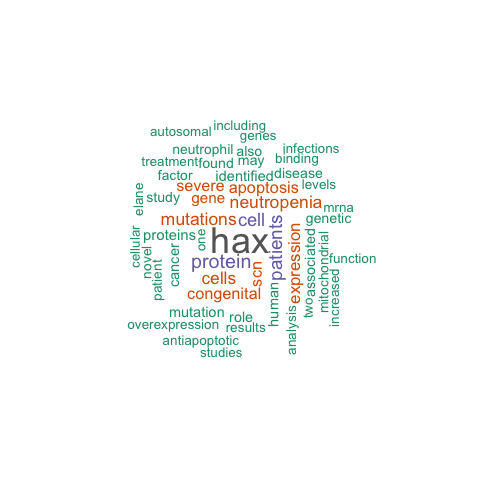 including
autosomal
genes
neutrophil also infections
treatment found may binding
factor identified disease
severe apoptosis levels
elane study gene neutropenia mrna
mutations cell patients genetic
cellular proteins one hax expression associated mitochondrial
novel cancer protein scn function
patient cells two increased
congenital human
mutation role
overexpression results analysis
antiapoptotic
studies